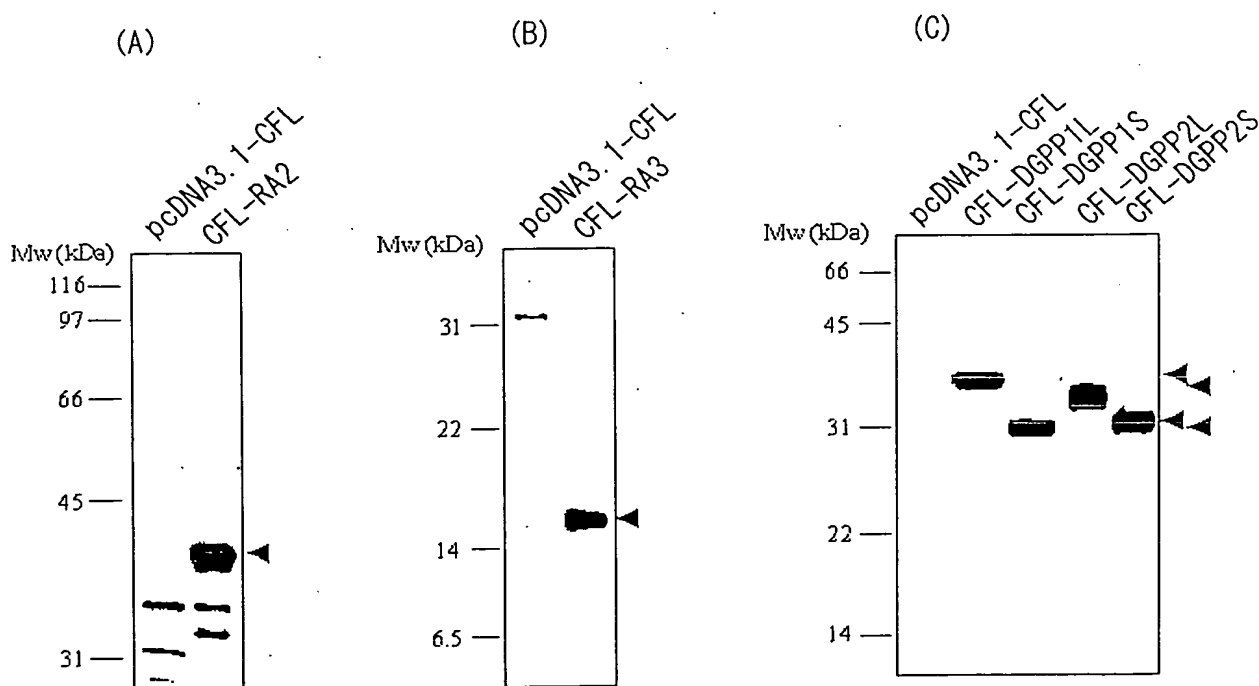 (A)
pcDNA3.1-CFL
CFL-RA2
Mw(kDa)
116
97
66
45
31
(B)
pcDNA3.1-CFL
CFL-RA3
Mw(kDa)
31
22
14
6.5
(C)
pcDNA3.1-CFL
CFL-DGPP1L
CFL-DGPP1S
CFL-DGPP2L
CFL-DGPP2S
Mw(kDa)
66
45
31
22
14